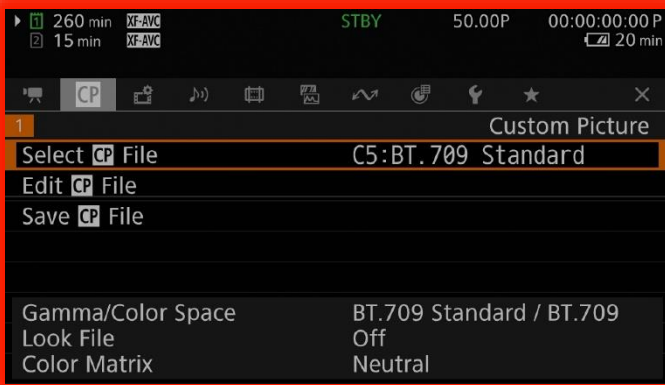 1 260 min XF-AVC STBY 50.00P 00:00:00:00 P
2 15 min XF-AVC 20 min
CP
1 Custom Picture
Select CP File C5:BT.709 Standard
Edit CP File
Save CP File
Gamma/Color Space BT.709 Standard / BT.709
Look File Off
Color Matrix Neutral